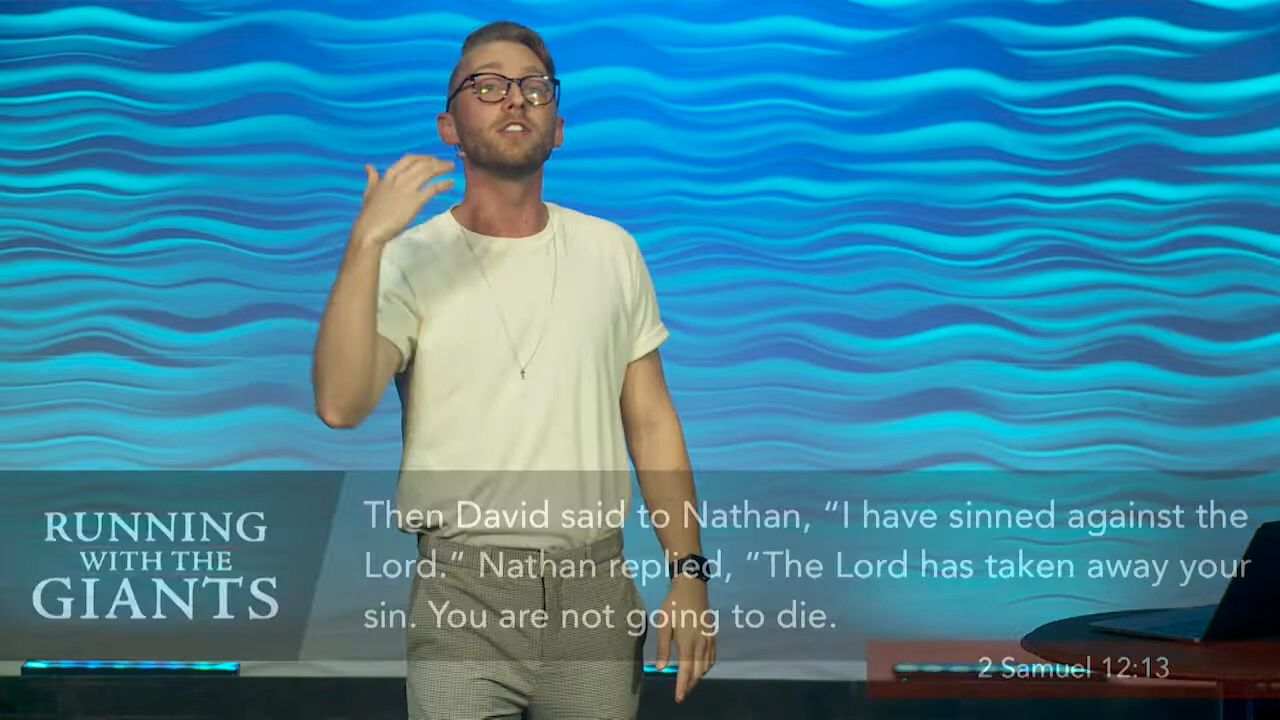 RUNNING
WITH THE
GIANTS
Then David said to Nathan, “I have sinned against the
Lord.” Nathan replied, “The Lord has taken away your
sin. You are not going to die.
2 Samuel 12:13